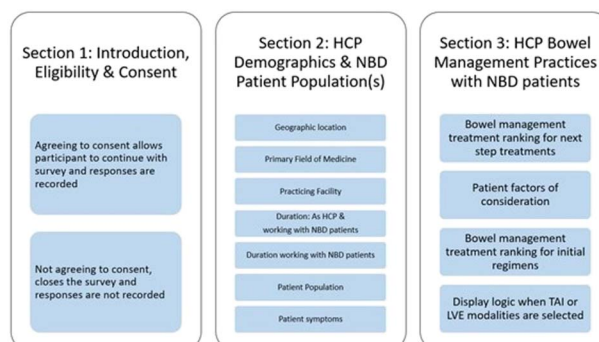 Section 1: Introduction,
Eligibility & Consent
Agreeing to consent allows
participant to continue with
survey and responses are
recorded
Not agreeing to consent,
closes the survey and
responses are not recorded
Section 2: HCP
Demographics & NBD
Patient Population(s)
Geographic location
Primary Field of Medicine
Practicing Facility
Duration: As HCP &
working with NBD patients
Duration working with NBD patients
Patient Population
Patient symptoms
Section 3: HCP Bowel
Management Practices
with NBD patients
Bowel management
treatment ranking for next
step treatments
Patient factors of
consideration
Bowel management
treatment ranking for initial
regimens
Display logic when TAI or
LVE modalities are selected